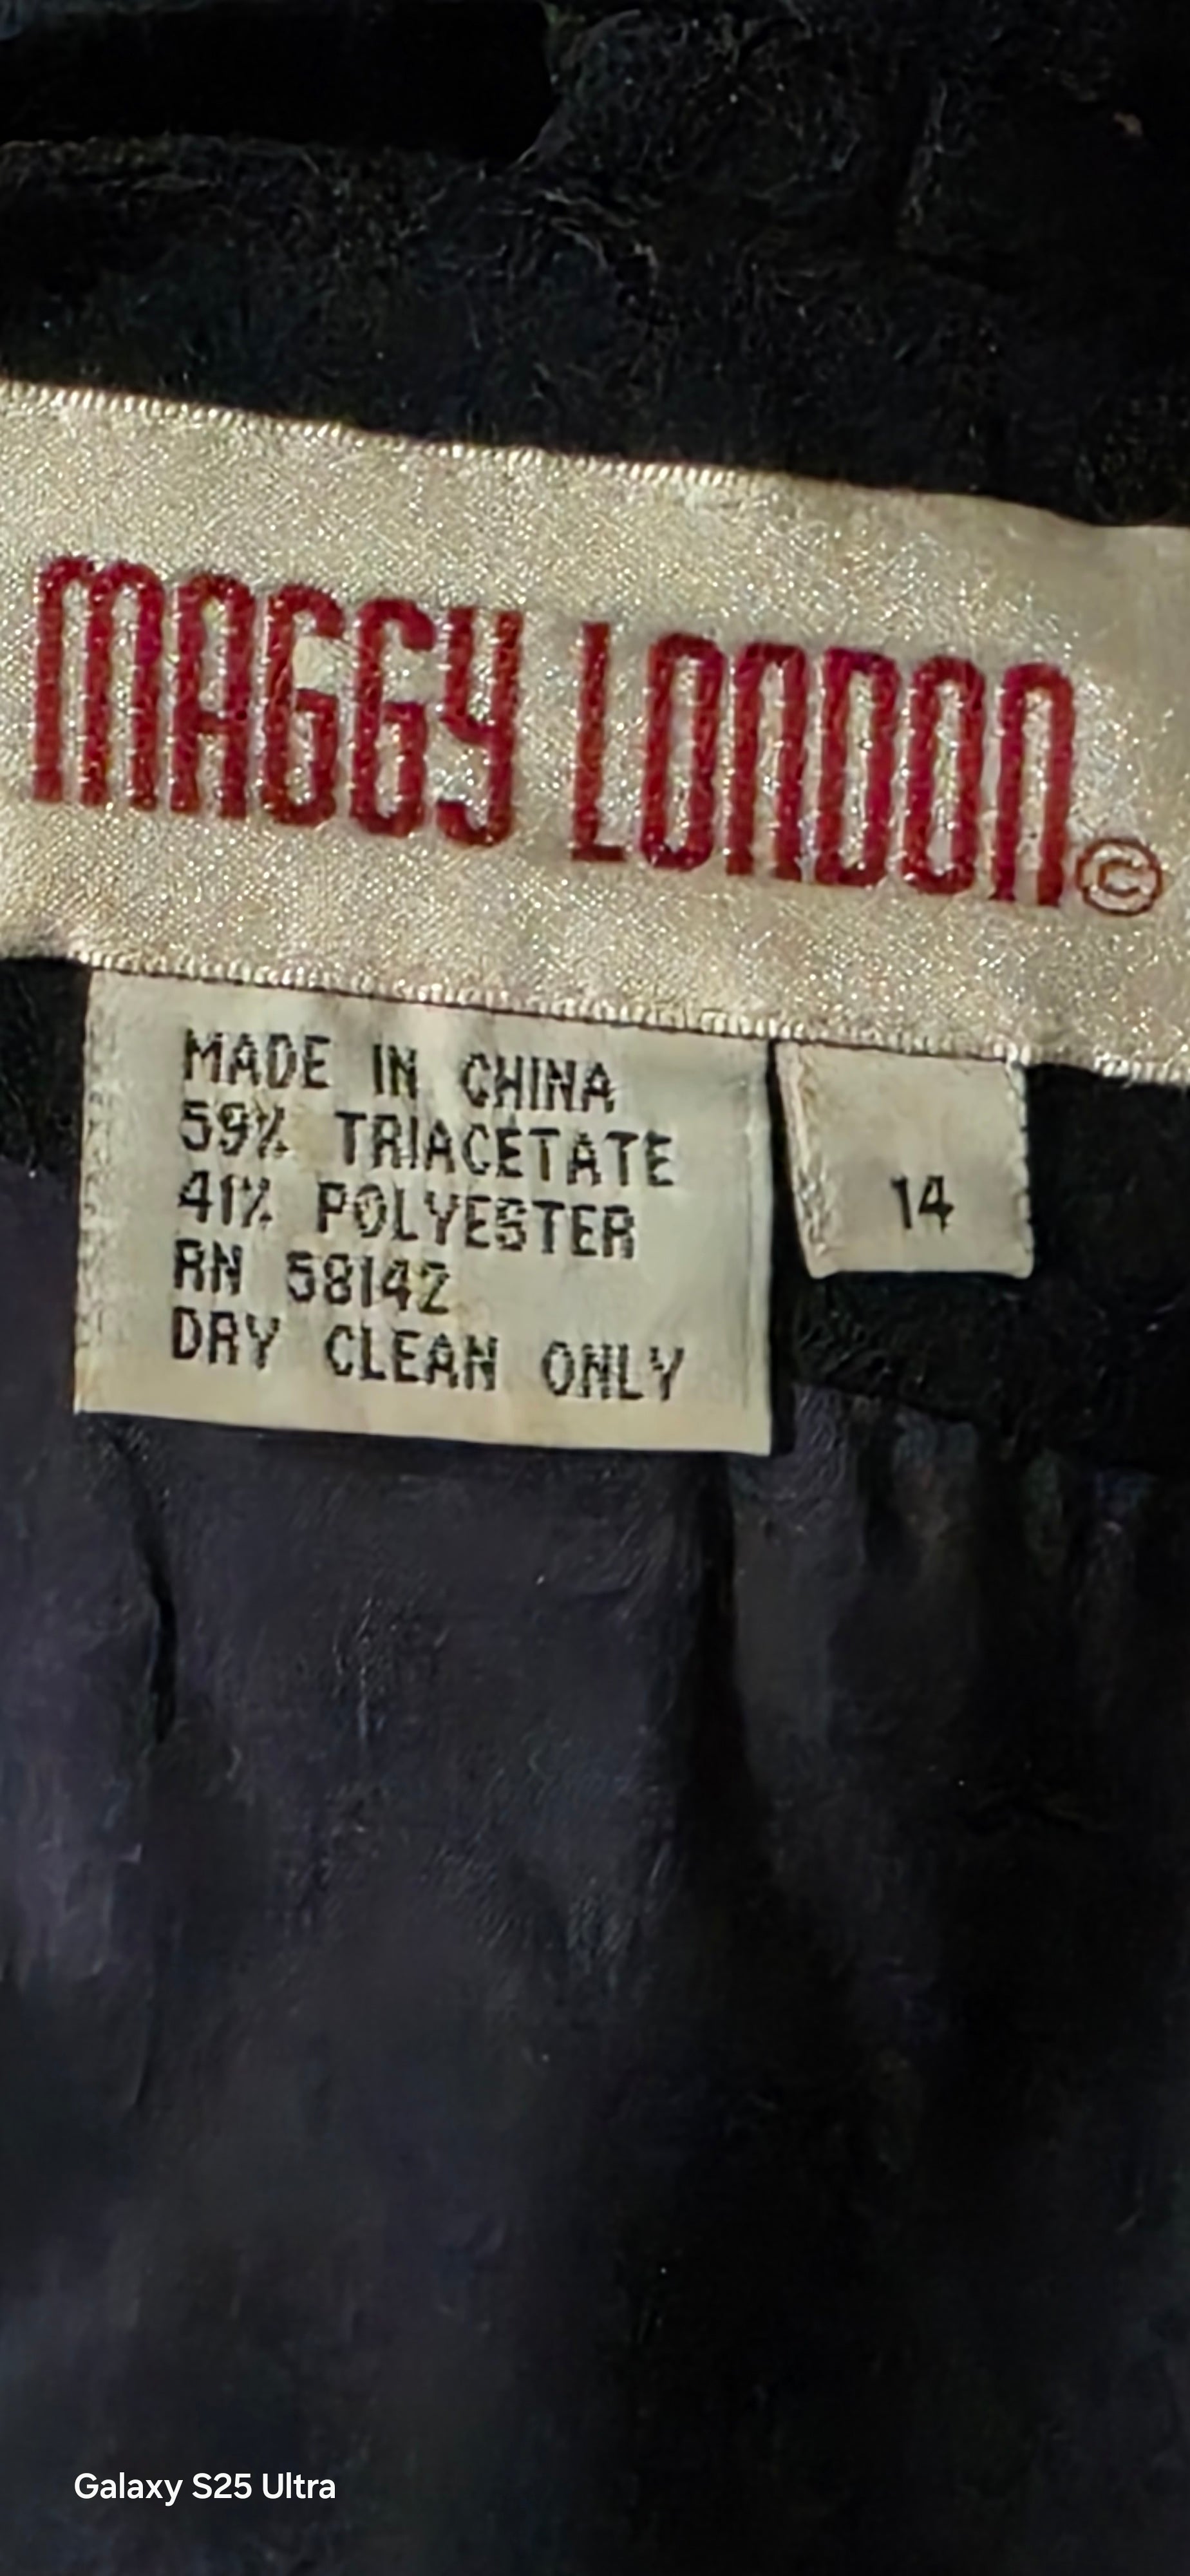 MAGGY LONDON©
MADE IN CHINA
59% TRIACETATE
41% POLYESTER
RN 58142
DRY CLEAN ONLY
14
Galaxy S25 Ultra